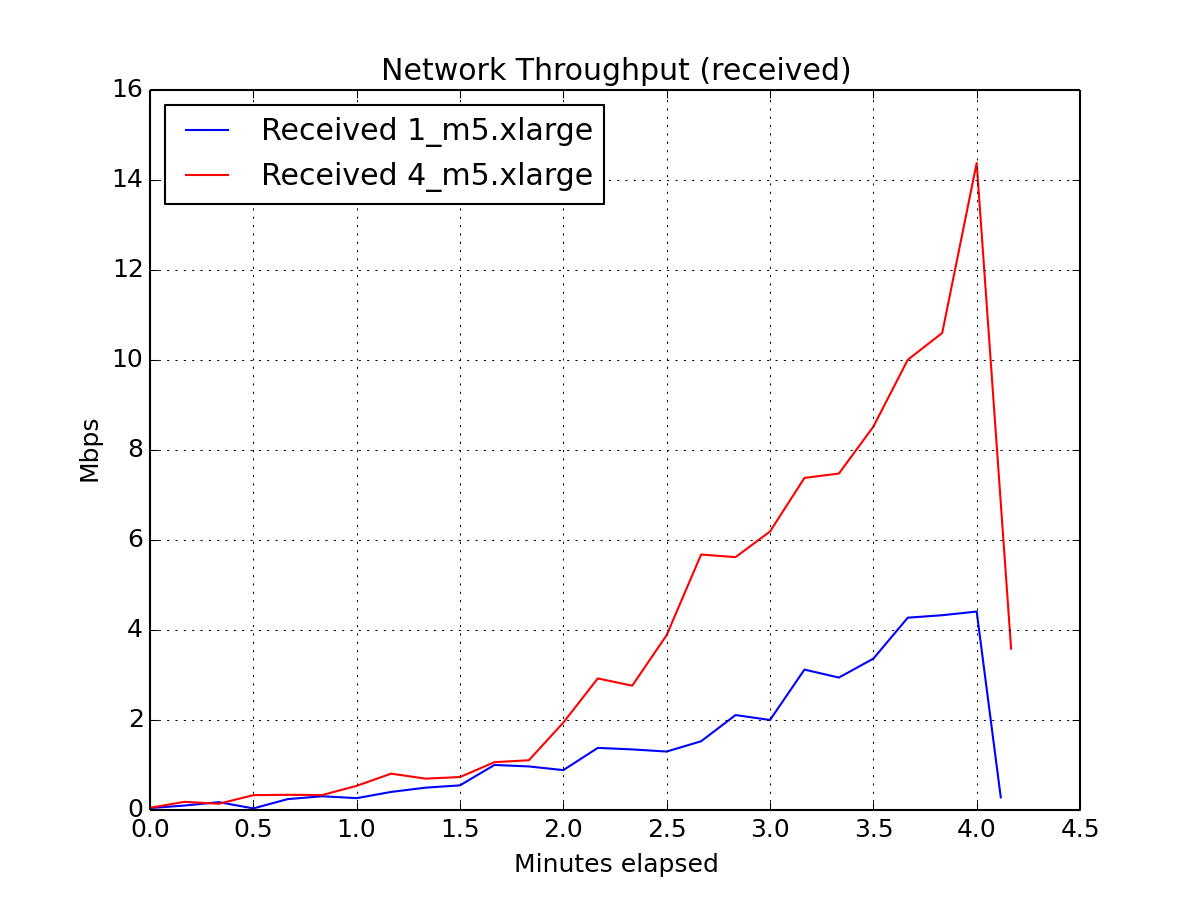 Network Throughput (received)
16
14
12
10
8
6
4
2
0
Received 1_m5.xlarge
Received 4_m5.xlarge
Mbps
0.0 0.5 1.0 1.5 2.0 2.5 3.0 3.5 4.0 4.5
Minutes elapsed